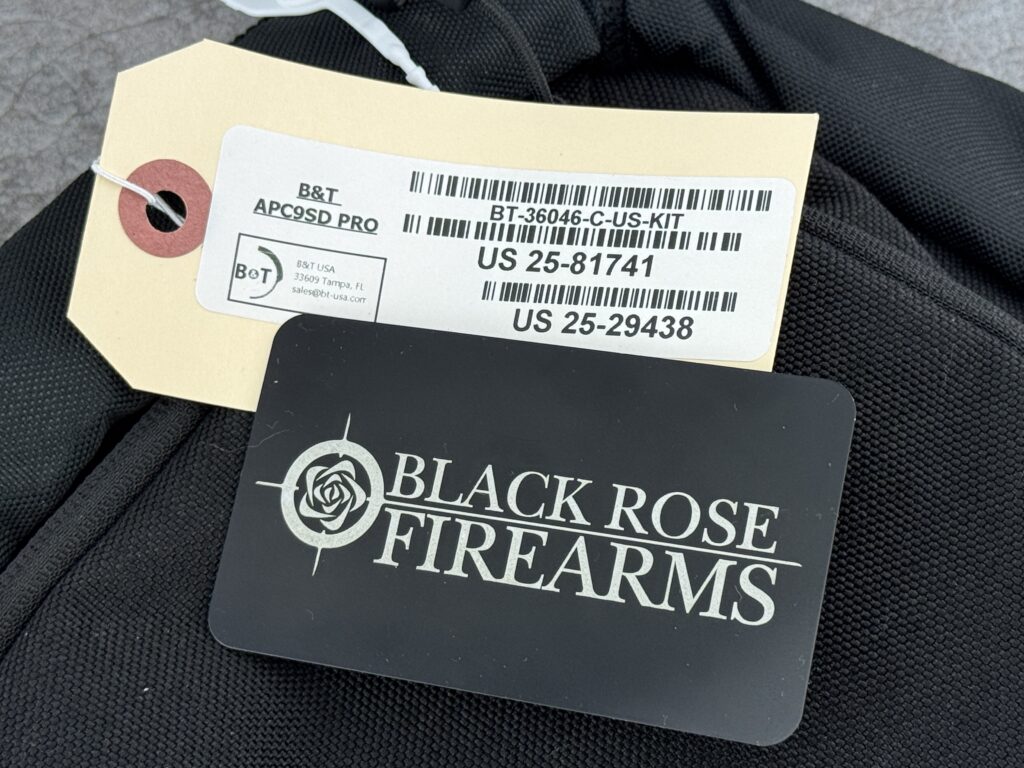 B&T
APC9SD PRO
B&T
B&T USA
33609 Tampa, FL
sales@bt-usa.com
BT-36046-C-US-KIT
US 25-81741
US 25-29438
BLACK ROSE
FIREARMS